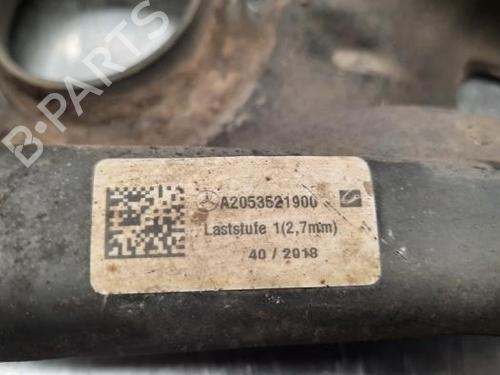 B-PARTS
A2053521900
Laststufe 1(2,7mm)
40 / 2018